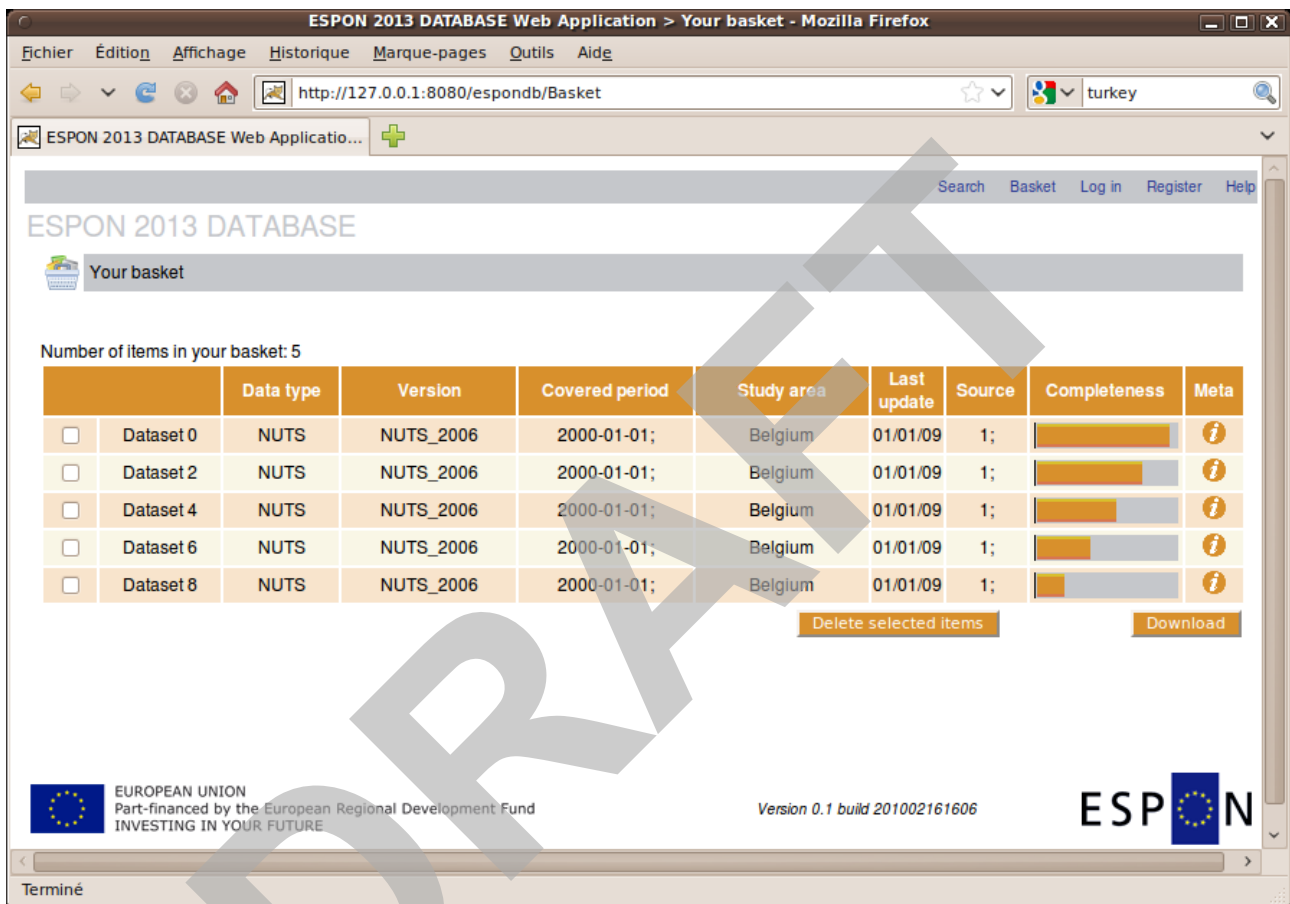 ESPON 2013 DATABASE Web Application > Your basket - Mozilla Firefox
Fichier Édition Affichage Historique Marque-pages Outils Aide
http://127.0.0.1:8080/espondb/Basket turkey
ESPON 2013 DATABASE Web Applicatio...
Search Basket Log in Register Help
ESPON 2013 DATABASE
Your basket
Number of items in your basket: 5
Data type Version Covered period Study area Last update Source Completeness Meta
Dataset 0 NUTS NUTS_2006 2000-01-01; Belgium 01/01/09 1; i
Dataset 2 NUTS NUTS_2006 2000-01-01; Belgium 01/01/09 1; i
Dataset 4 NUTS NUTS_2006 2000-01-01; Belgium 01/01/09 1; i
Dataset 6 NUTS NUTS_2006 2000-01-01; Belgium 01/01/09 1; i
Dataset 8 NUTS NUTS_2006 2000-01-01; Belgium 01/01/09 1; i
Delete selected items Download
EUROPEAN UNION
Part-financed by the European Regional Development Fund
INVESTING IN YOUR FUTURE
Version 0.1 build 201002161606
ESPON
Terminé
DRAFT